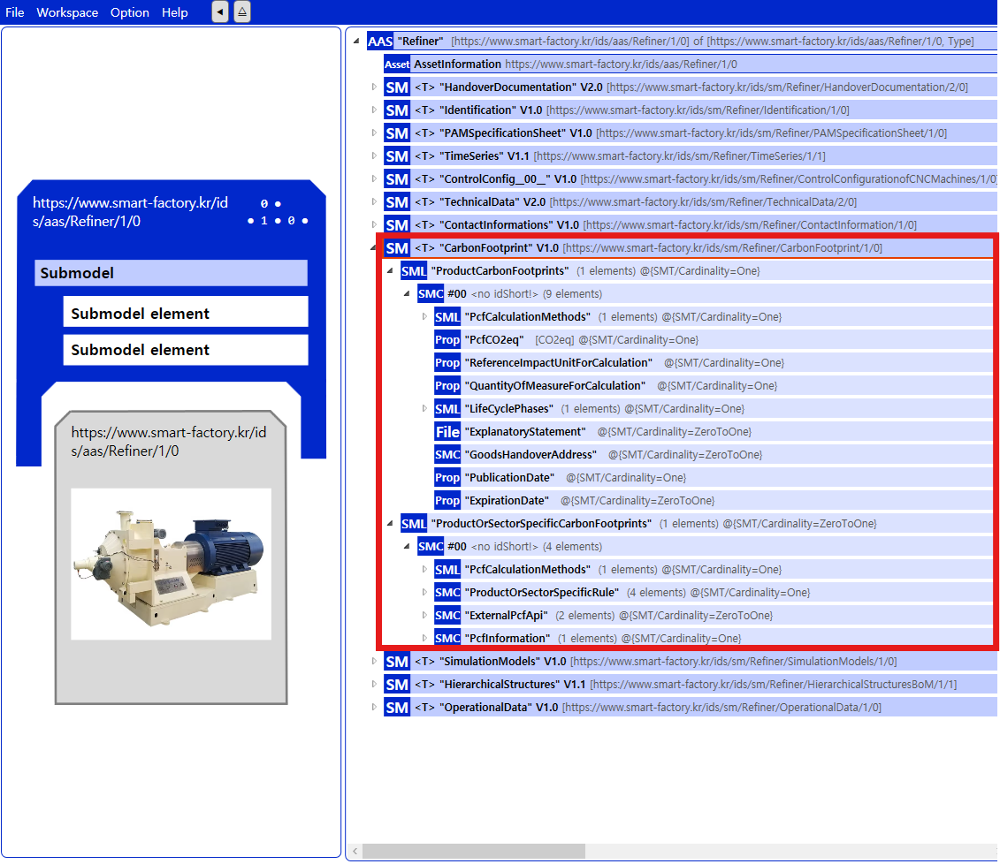 File Workspace Option Help
https://www.smart-factory.kr/id
s/aas/Refiner/1/0
0 ●
● 1 ● 0 ●
Submodel
Submodel element
Submodel element
https://www.smart-factory.kr/id
s/aas/Refiner/1/0
AAS "Refiner" [https://www.smart-factory.kr/ids/aas/Refiner/1/0] of [https://www.smart-factory.kr/ids/aas/Refiner/1/0, Type]
Asset AssetInformation https://www.smart-factory.kr/ids/aas/Refiner/1/0
SM <T> "HandoverDocumentation" V2.0 [https://www.smart-factory.kr/ids/sm/Refiner/HandoverDocumentation/2/0]
SM <T> "Identification" V1.0 [https://www.smart-factory.kr/ids/sm/Refiner/Identification/1/0]
SM <T> "PAMSpecificationSheet" V1.0 [https://www.smart-factory.kr/ids/sm/Refiner/PAMSpecificationSheet/1/0]
SM <T> "TimeSeries" V1.1 [https://www.smart-factory.kr/ids/sm/Refiner/TimeSeries/1/1]
SM <T> "ControlConfig__00__" V1.0 [https://www.smart-factory.kr/ids/sm/Refiner/ControlConfigurationofCNCMachines/1/0]
SM <T> "TechnicalData" V2.0 [https://www.smart-factory.kr/ids/sm/Refiner/TechnicalData/2/0]
SM <T> "ContactInformations" V1.0 [https://www.smart-factory.kr/ids/sm/Refiner/ContactInformation/1/0]
SM <T> "CarbonFootprint" V1.0 [https://www.smart-factory.kr/ids/sm/Refiner/CarbonFootprint/1/0]
SML "ProductCarbonFootprints" (1 elements) @{SMT/Cardinality=One}
SMC #00 <no idShort!> (9 elements)
SML "PcfCalculationMethods" (1 elements) @{SMT/Cardinality=One}
Prop "PcfCO2eq" [CO2eq] @{SMT/Cardinality=One}
Prop "ReferenceImpactUnitForCalculation" @{SMT/Cardinality=One}
Prop "QuantityOfMeasureForCalculation" @{SMT/Cardinality=One}
SML "LifeCyclePhases" (1 elements) @{SMT/Cardinality=One}
File "ExplanatoryStatement" @{SMT/Cardinality=ZeroToOne}
SMC "GoodsHandoverAddress" @{SMT/Cardinality=ZeroToOne}
Prop "PublicationDate" @{SMT/Cardinality=One}
Prop "ExpirationDate" @{SMT/Cardinality=ZeroToOne}
SML "ProductOrSectorSpecificCarbonFootprints" (1 elements) @{SMT/Cardinality=ZeroToOne}
SMC #00 <no idShort!> (4 elements)
SML "PcfCalculationMethods" (1 elements) @{SMT/Cardinality=One}
SMC "ProductOrSectorSpecificRule" (4 elements) @{SMT/Cardinality=One}
SMC "ExternalPcfApi" (2 elements) @{SMT/Cardinality=ZeroToOne}
SMC "PcfInformation" (1 elements) @{SMT/Cardinality=One}
SM <T> "SimulationModels" V1.0 [https://www.smart-factory.kr/ids/sm/Refiner/SimulationModels/1/0]
SM <T> "HierarchicalStructures" V1.1 [https://www.smart-factory.kr/ids/sm/Refiner/HierarchicalStructuresBoM/1/1]
SM <T> "OperationalData" V1.0 [https://www.smart-factory.kr/ids/sm/Refiner/OperationalData/1/0]